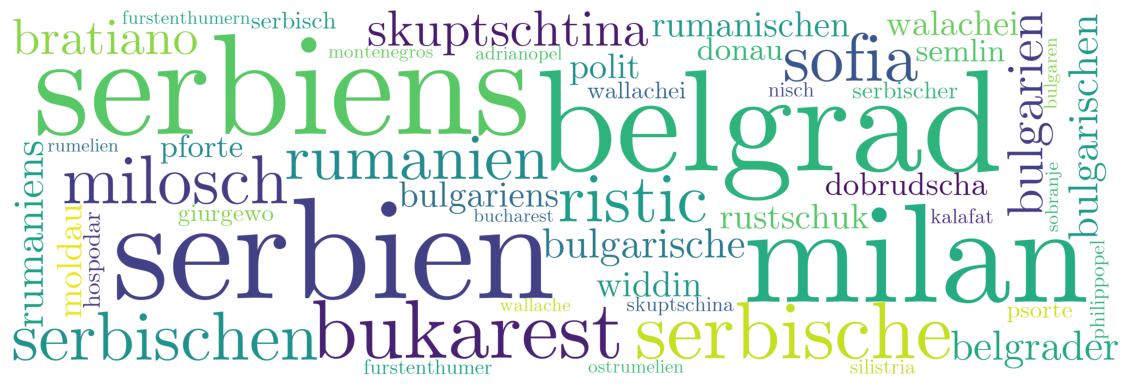 furstenthumern
serbisch
skuptschtina
rumanischen
walachei
bratiano
montenegros
adrianopel
donau
semlin
bulgarien
bulgaren
bulgarischen
serbiens
belgrad
polit
sofia
wallachei
nisch
serbischer
rumelien
pforte
rumanien
milosch
bulgariens
dobrudscha
sobranje
rumaniens
moldau
hospodar
giurgewo
bucharest
ristic
rustschuk
kalafat
serbien
bulgarische
milan
widdin
philippopel
wallache
skuptschina
psorte
serbischen
bukarest
serbische
belgrader
furstenthumer
ostrumelien
silistria